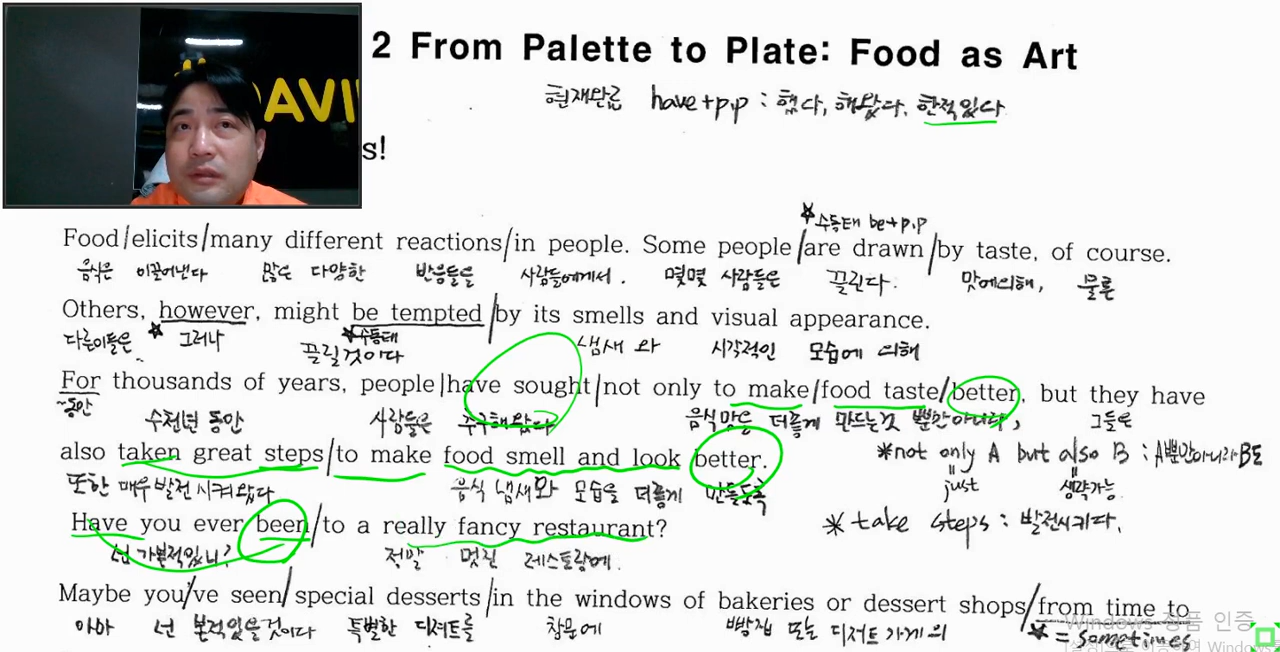 DAVI
2 From Palette to Plate: Food as Art
현재완료 have+p.p : 했다, 해왔다, 한적있다
s!
수동태 be+p.p
Food/elicits/many different reactions/in people. Some people/are drawn/by taste, of course.
음식은 이끌어낸다 많은 다양한 반응들을 사람들에게서. 몇몇 사람들은 끌린다. 맛에의해, 물론
Others, however, might be tempted/by its smells and visual appearance.
다른이들은 그러나 끌릴것이다 수동태 냄새와 시각적인 모습에 의해
For thousands of years, people/have sought/not only to make/food taste/better, but they have
~동안 수천년 동안 사람들은 추구해왔다 음식 맛을 더좋게 만드는것 뿐만아니라, 그들은
also taken great steps/to make food smell and look better.
*not only A but also B : A뿐만아니라B도
또한 매우 발전시켜왔다 음식 냄새와 모습을 더좋게 만들도록
just 생략가능
Have you ever been/to a really fancy restaurant?
*take steps : 발전시키다.
넌 가본적있니? 정말 멋진 레스토랑에.
Maybe you/'ve seen/special desserts/in the windows of bakeries or dessert shops/from time to
아마 넌 본적있을것이다 특별한 디저트를 창문에 빵집 또는 디저트가게의 * = sometimes
Windows 정품 인증